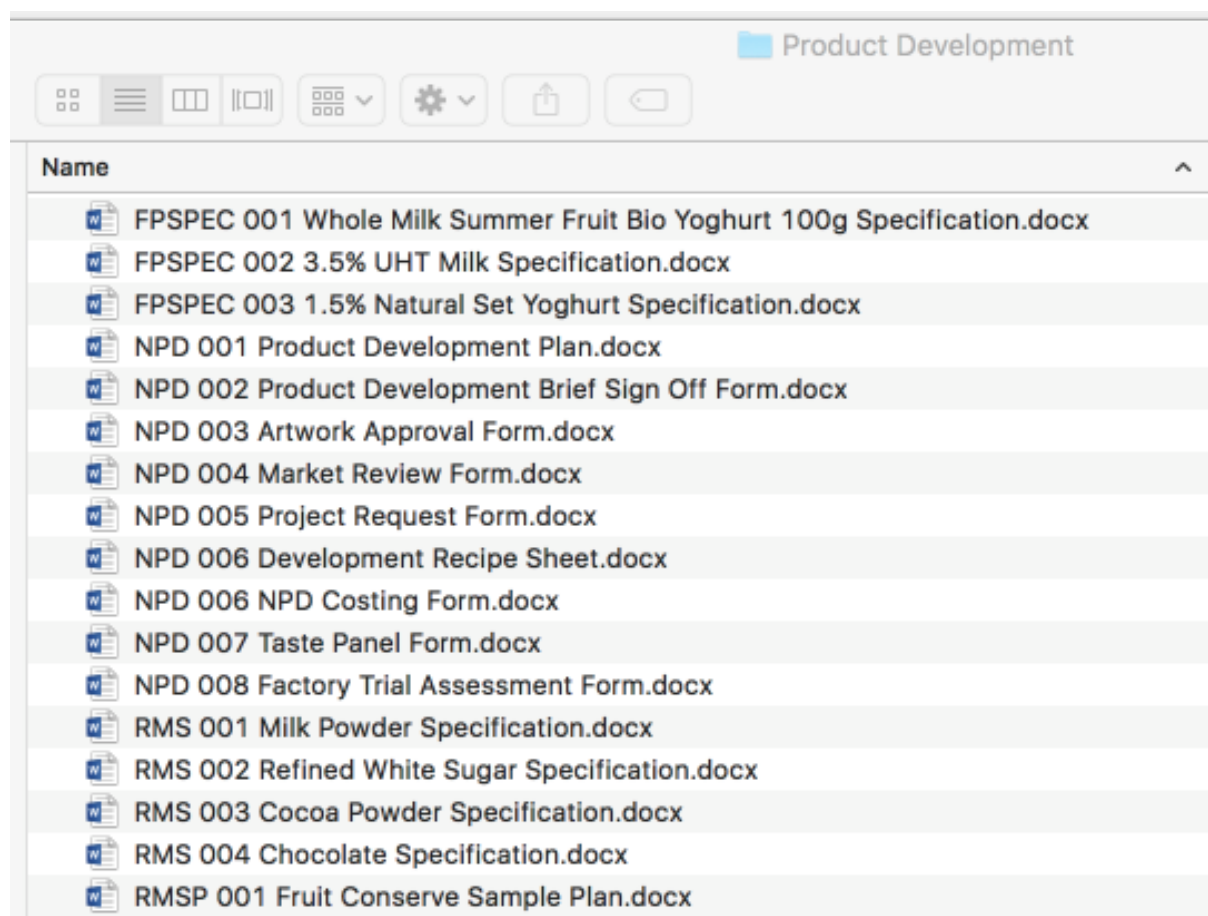 Product Development
Name
FPSPEC 001 Whole Milk Summer Fruit Bio Yoghurt 100g Specification.docx
FPSPEC 002 3.5% UHT Milk Specification.docx
FPSPEC 003 1.5% Natural Set Yoghurt Specification.docx
NPD 001 Product Development Plan.docx
NPD 002 Product Development Brief Sign Off Form.docx
NPD 003 Artwork Approval Form.docx
NPD 004 Market Review Form.docx
NPD 005 Project Request Form.docx
NPD 006 Development Recipe Sheet.docx
NPD 006 NPD Costing Form.docx
NPD 007 Taste Panel Form.docx
NPD 008 Factory Trial Assessment Form.docx
RMS 001 Milk Powder Specification.docx
RMS 002 Refined White Sugar Specification.docx
RMS 003 Cocoa Powder Specification.docx
RMS 004 Chocolate Specification.docx
RMSP 001 Fruit Conserve Sample Plan.docx